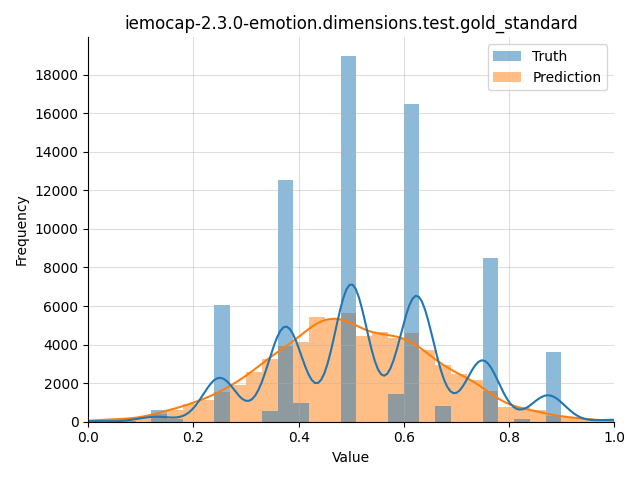 iemocap-2.3.0-emotion.dimensions.test.gold_standard
Truth
Prediction
18000
16000
14000
12000
10000
8000
6000
4000
2000
0
Frequency
0.0 0.2 0.4 0.6 0.8 1.0
Value